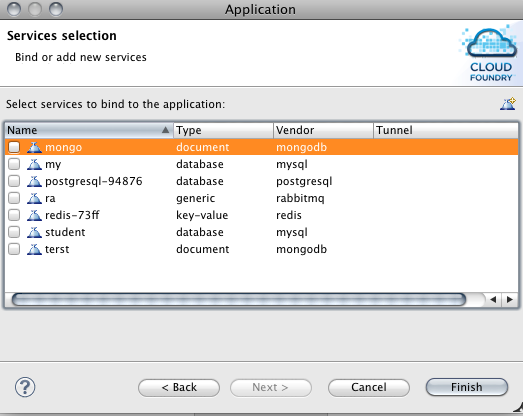 Application
Services selection
Bind or add new services
CLOUD
FOUNDRY™
Select services to bind to the application:
Name Type Vendor Tunnel
mongo document mongodb
my database mysql
postgresql-94876 database postgresql
ra generic rabbitmq
redis-73ff key-value redis
student database mysql
terst document mongodb
? < Back Next > Cancel Finish